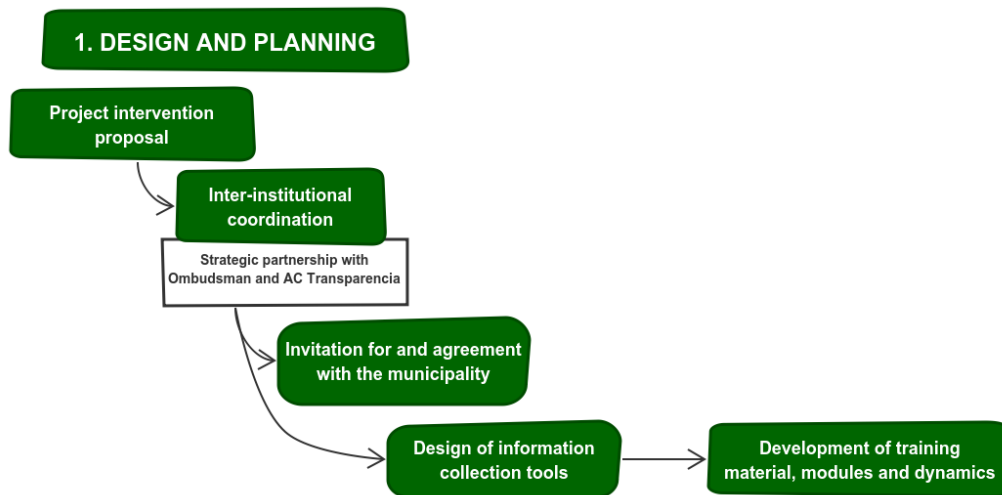 1. DESIGN AND PLANNING
Project intervention
proposal
Inter-institutional
coordination
Strategic partnership with
Ombudsman and AC Transparencia
Invitation for and agreement
with the municipality
Design of information
collection tools
Development of training
material, modules and dynamics